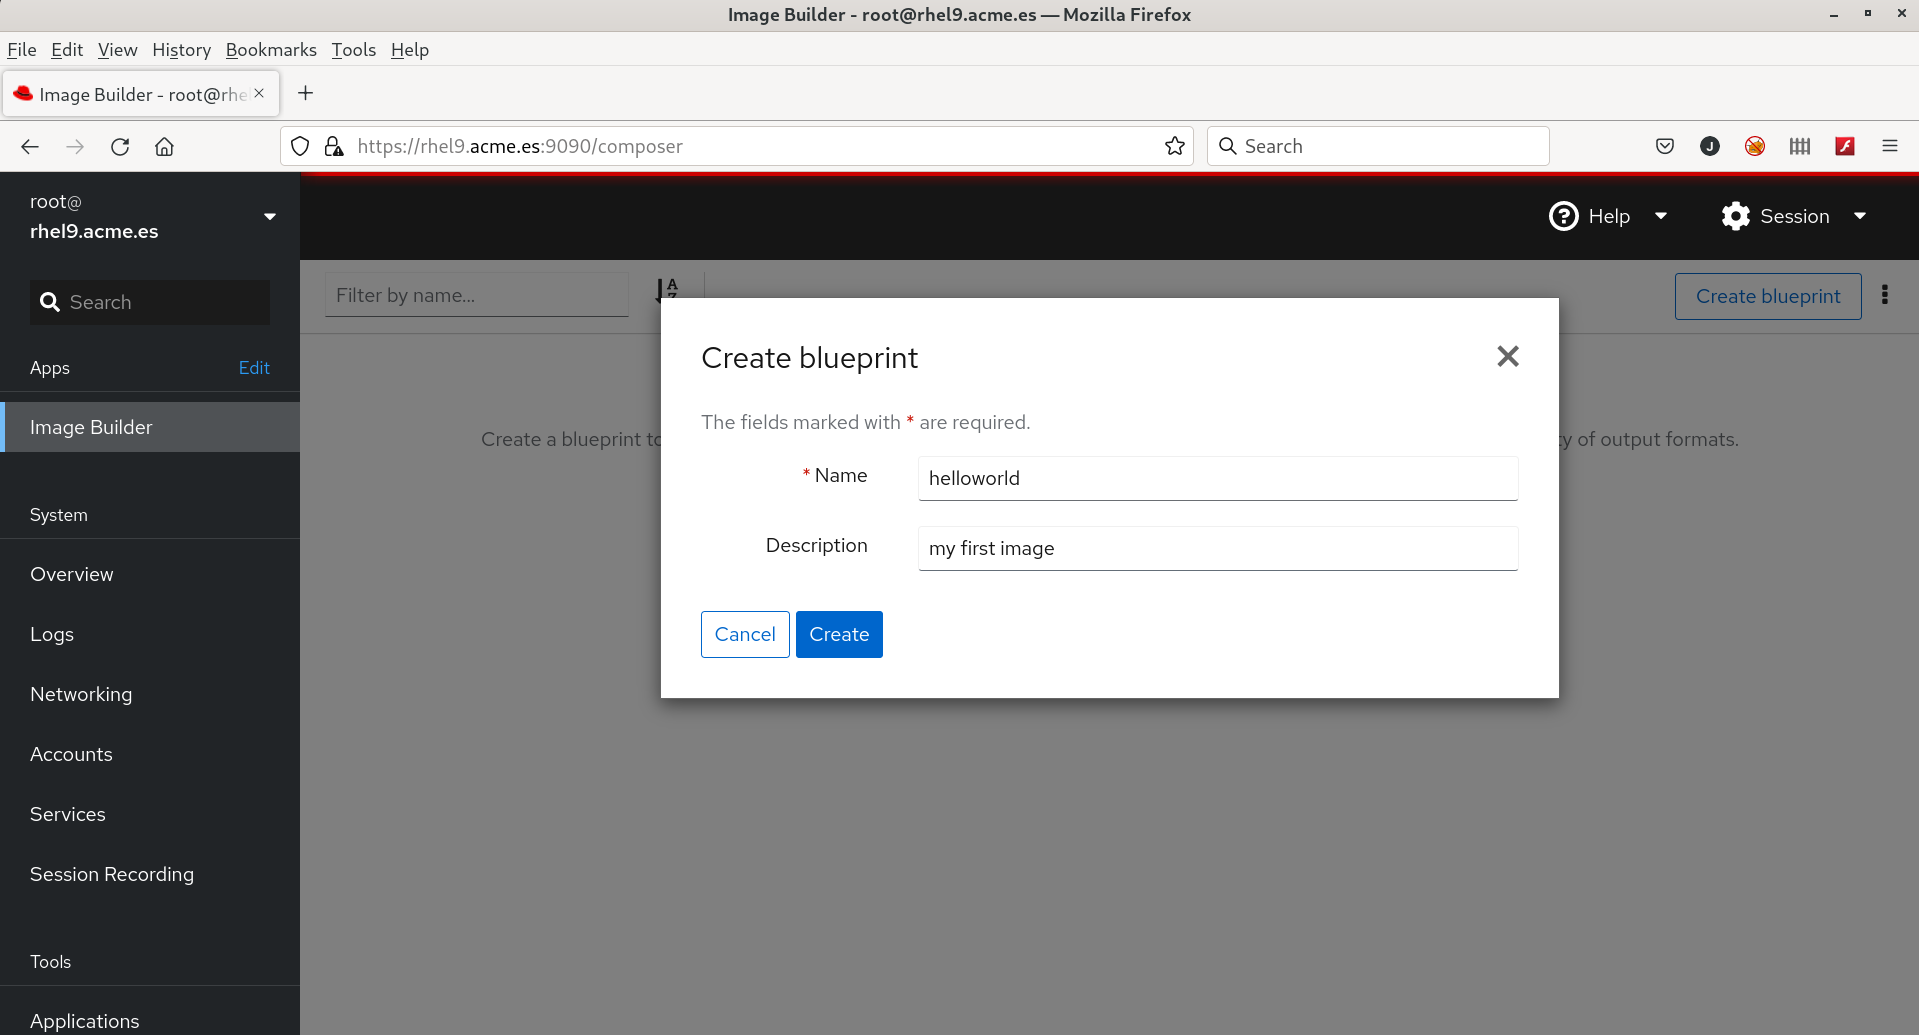 Image Builder - root@rhel9.acme.es — Mozilla Firefox
File Edit View History Bookmarks Tools Help
Image Builder - root@rhe
https://rhel9.acme.es:9090/composer
Search
J
root@
rhel9.acme.es
Help
Session
Search
Filter by name...
Create blueprint
Apps
Edit
Image Builder
Create a blueprint
of output formats.
System
Overview
Logs
Networking
Accounts
Services
Session Recording
Tools
Applications
Create blueprint
The fields marked with * are required.
* Name
helloworld
Description
my first image
Cancel
Create